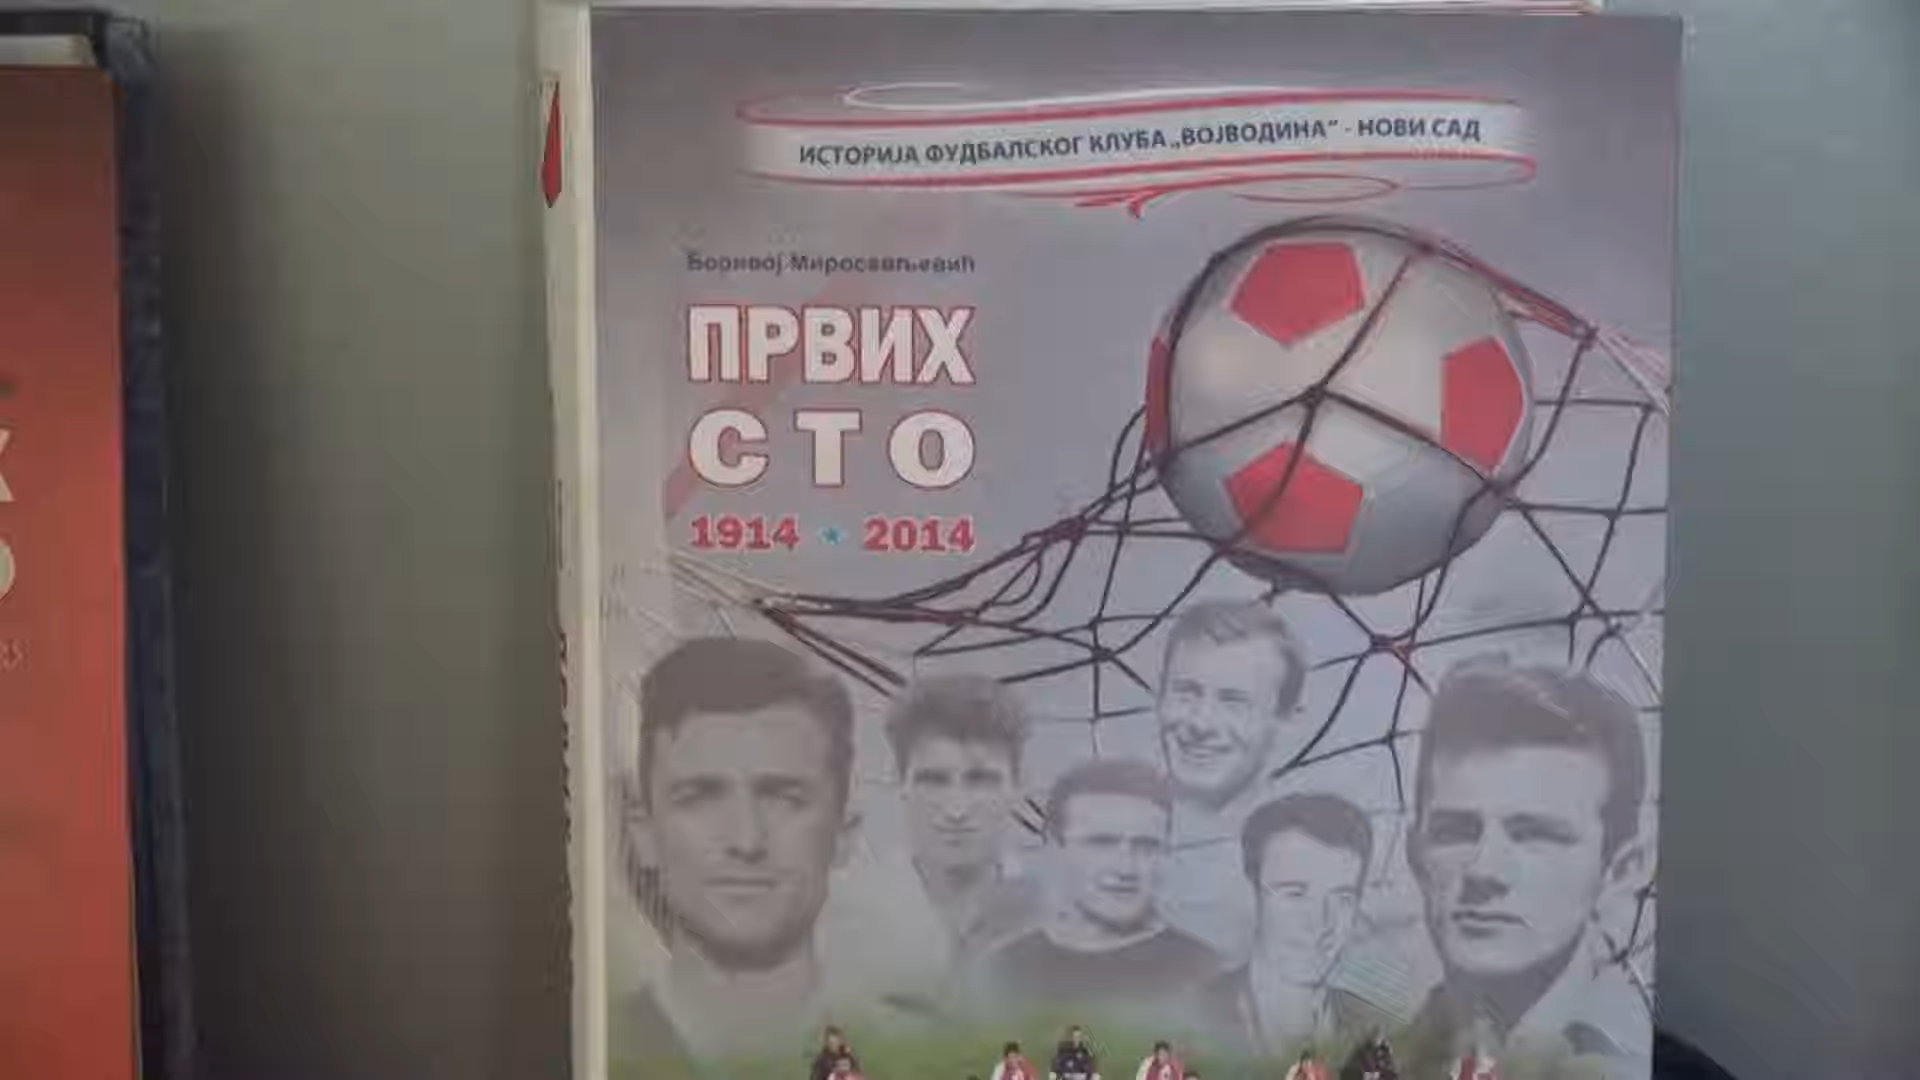 ИСТОРИЈА ФУДБАЛСКОГ КЛУБА „ВОЈВОДИНА“ - НОВИ САД
Боривој Миросављевић
ПРВИХ
СТО
1914 * 2014